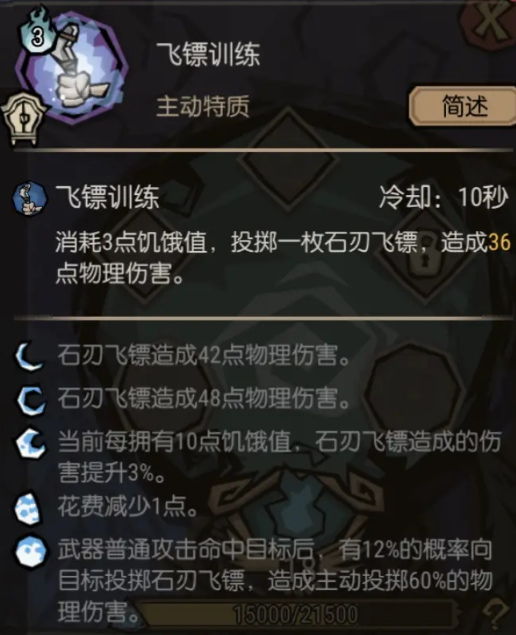 3
飞镖训练
主动特质
简述
飞镖训练
冷却：10秒
消耗3点饥饿值，投掷一枚石刃飞镖，造成36
点物理伤害。
石刃飞镖造成42点物理伤害。
石刃飞镖造成48点物理伤害。
当前每拥有10点饥饿值，石刃飞镖造成的伤
害提升3%。
花费减少1点。
武器普通攻击命中目标后，有12%的概率向
目标投掷石刃飞镖，造成主动投掷60%的物
理伤害。
15000/21500
?